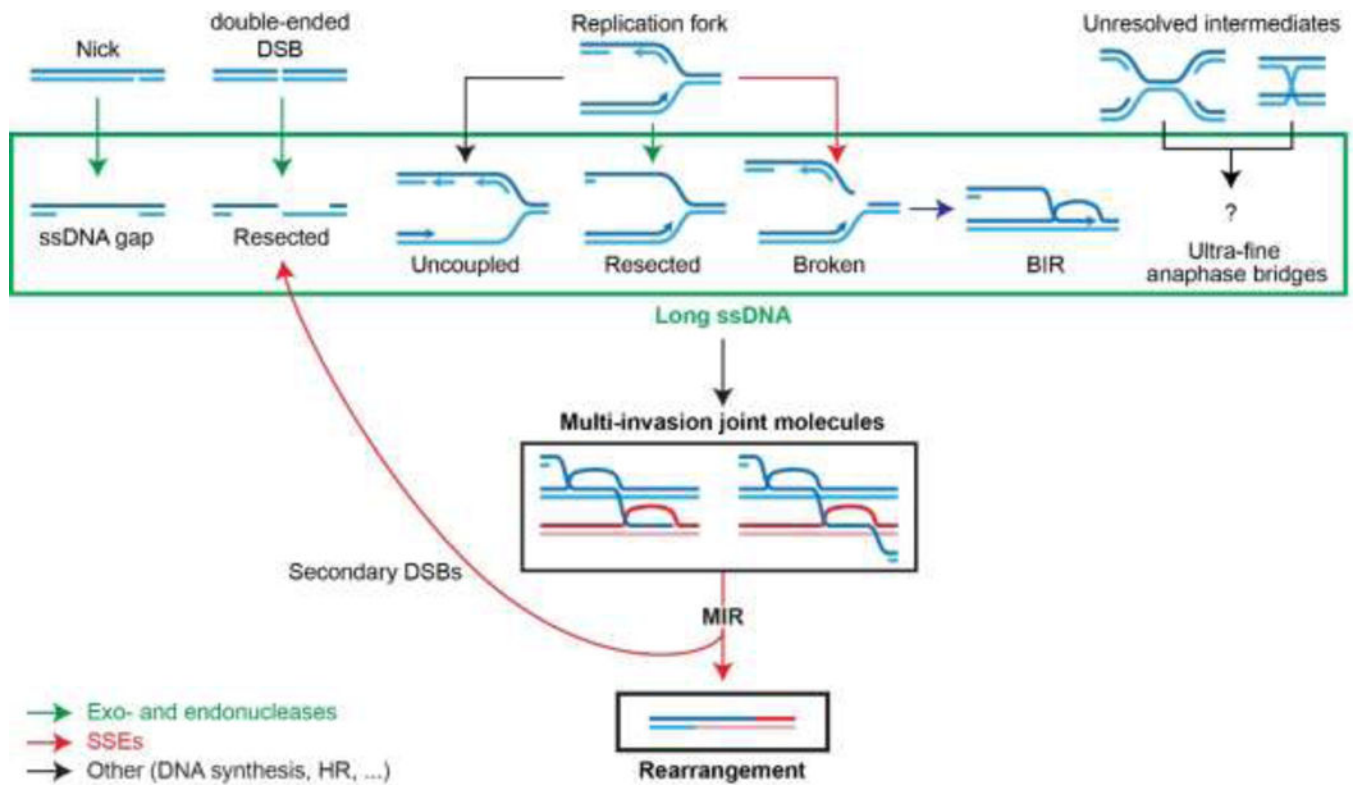 Nick
double-ended
DSB
Replication fork
Unresolved intermediates
ssDNA gap
Resected
Uncoupled
Resected
Broken
BIR
?
Ultra-fine
anaphase bridges
Long ssDNA
Multi-invasion joint molecules
Secondary DSBs
MIR
Exo- and endonucleases
SSEs
Other (DNA synthesis, HR, ...)
Rearrangement